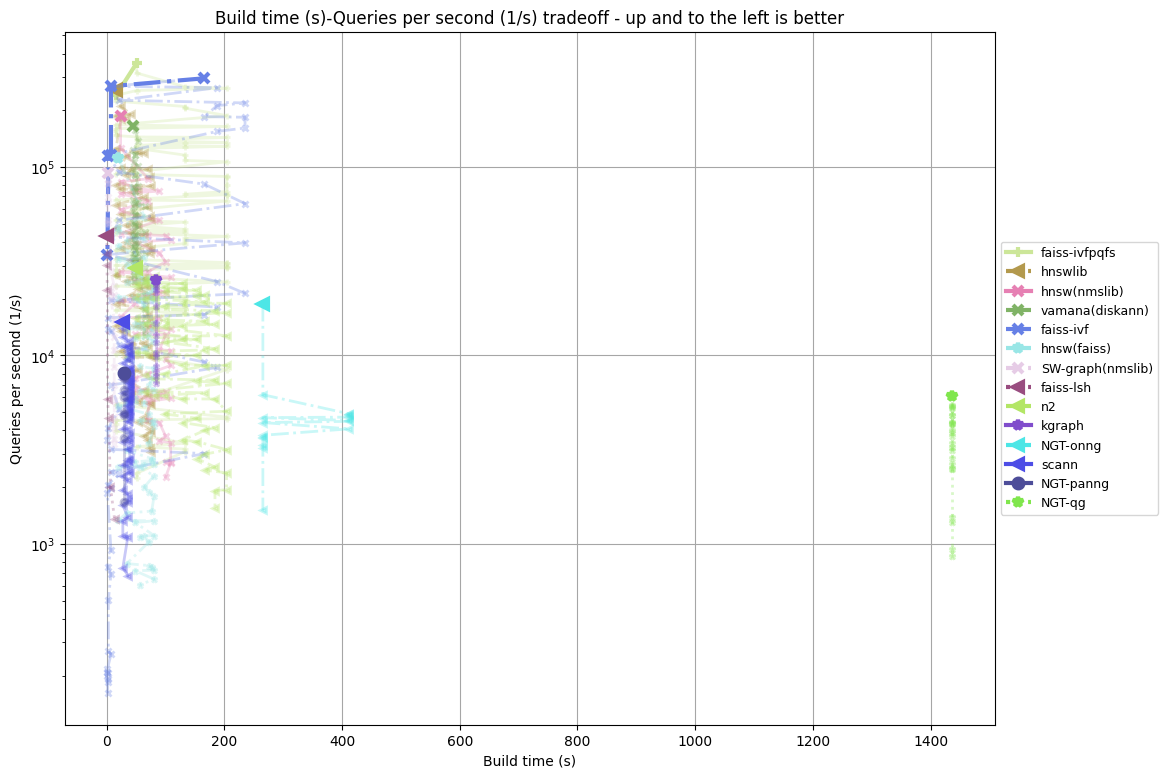 Build time (s)-Queries per second (1/s) tradeoff - up and to the left is better
Queries per second (1/s)
10^5
10^4
10^3
0 200 400 600 800 1000 1200 1400
Build time (s)
faiss-ivfpqfs
hnswlib
hnsw(nmslib)
vamana(diskann)
faiss-ivf
hnsw(faiss)
SW-graph(nmslib)
faiss-lsh
n2
kgraph
NGT-onng
scann
NGT-panng
NGT-qg